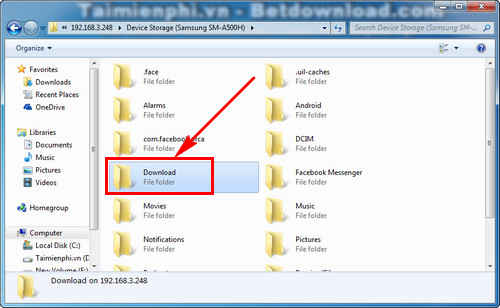 Taimienphi.vn - Betdownload.com
« 192.168.3.248 ▸ Device Storage (Samsung SM-A500H) ▸
Search Device Storage (Samsung S...
Organize
Favorites
Downloads
Recent Places
OneDrive
Libraries
Documents
Music
Pictures
Videos
Homegroup
Computer
Local Disk (C:)
Taimienphi.vn (D
New Volume (F:)
.face
File folder
.uil-caches
File folder
Alarms
File folder
Android
File folder
com.facebook
File folder
DCIM
File folder
Download
File folder
Facebook Messenger
File folder
Movies
File folder
Music
File folder
Notifications
File folder
Pictures
File folder
Download on 192.168.3.248